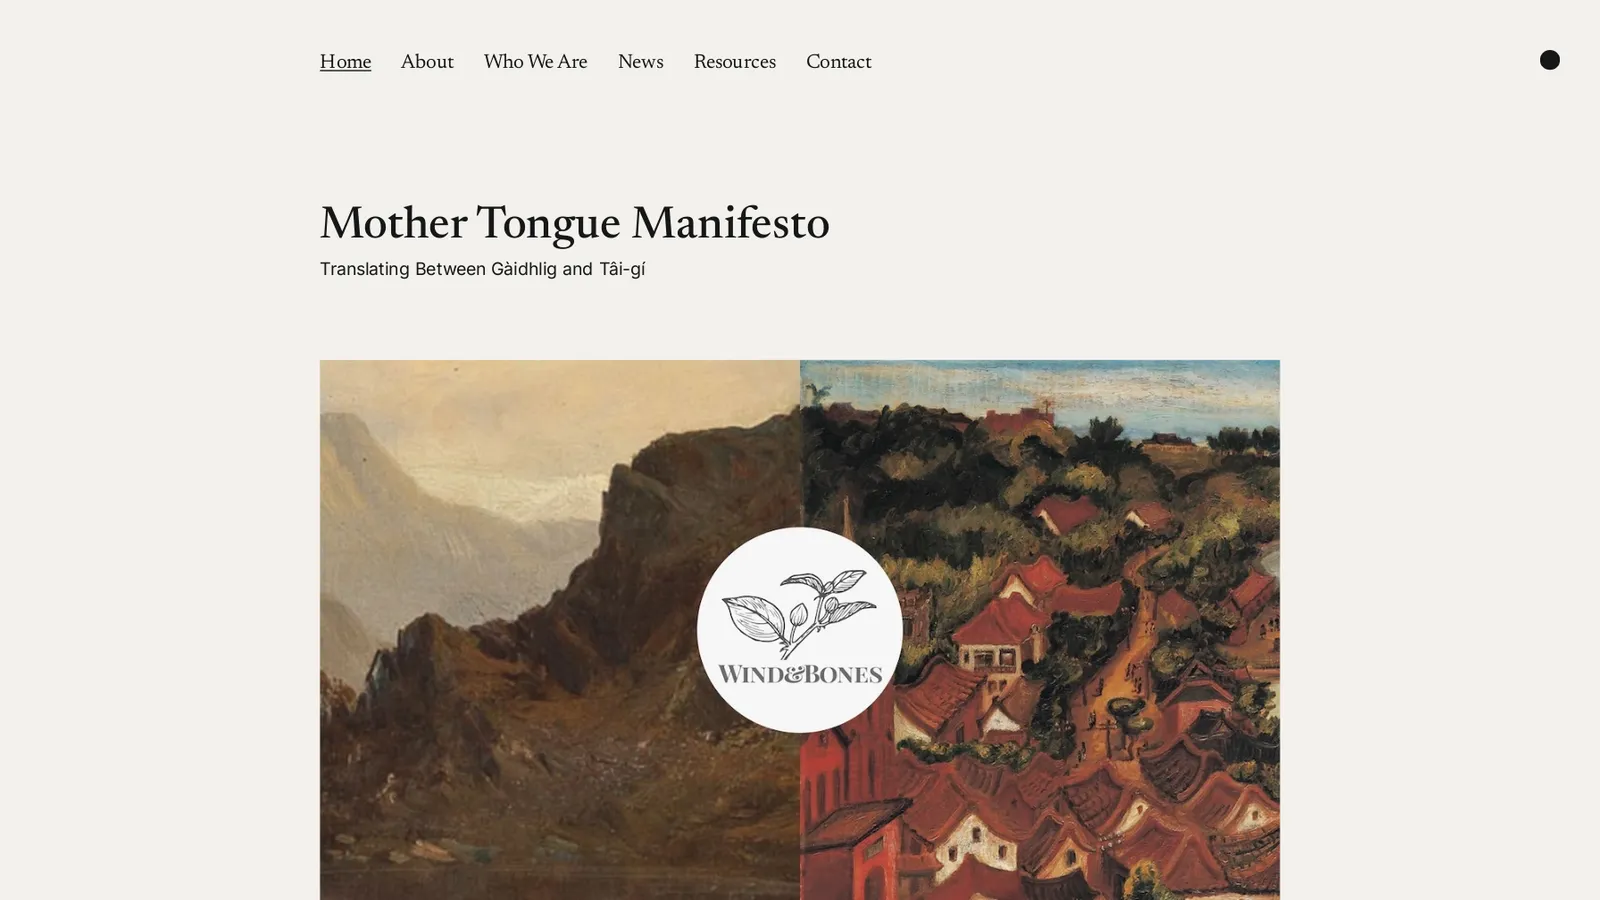 Home About Who We Are News Resources Contact
Mother Tongue Manifesto
Translating Between Gàidhlig and Tâi-gí
WIND&BONES